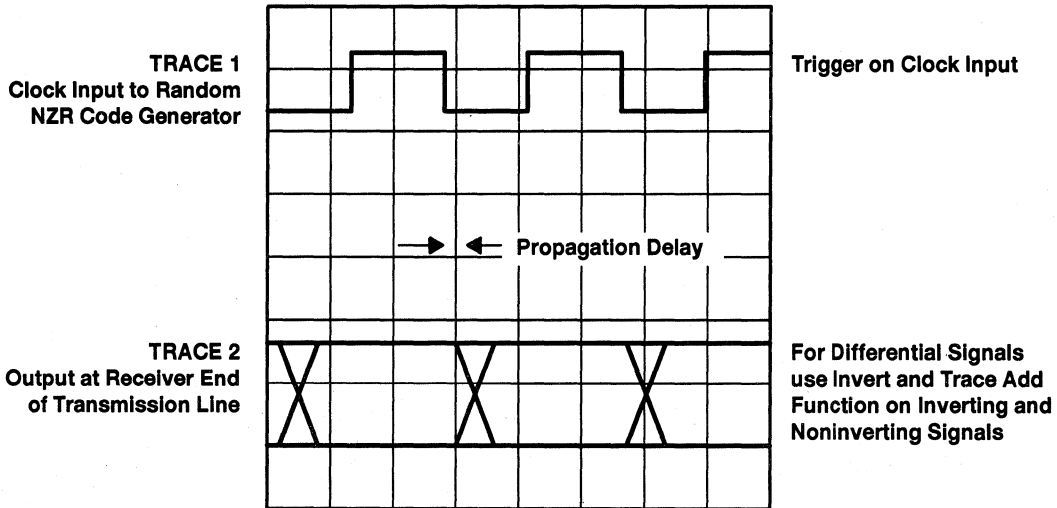 TRACE 1
Clock Input to Random
NZR Code Generator
Trigger on Clock Input
Propagation Delay
TRACE 2
Output at Receiver End
of Transmission Line
For Differential Signals
use Invert and Trace Add
Function on Inverting and
Noninverting Signals